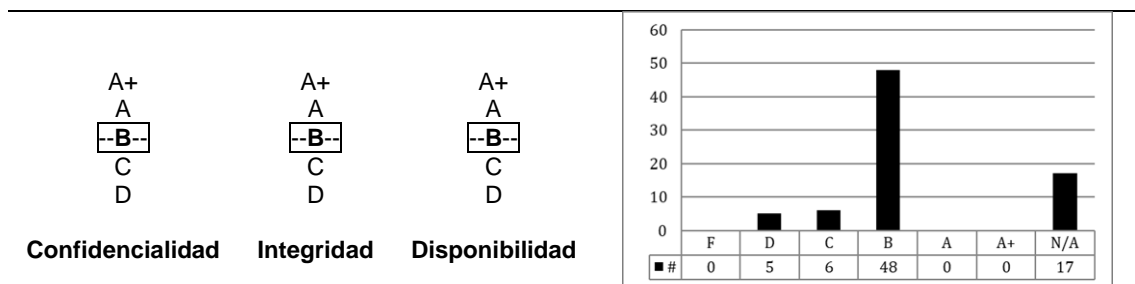 A+ A+ A+
A A A
--B-- --B-- --B--
C C C
D D D
Confidencialidad Integridad Disponibilidad
60
50
40
30
20
10
0
F D C B A A+ N/A
# 0 5 6 48 0 0 17